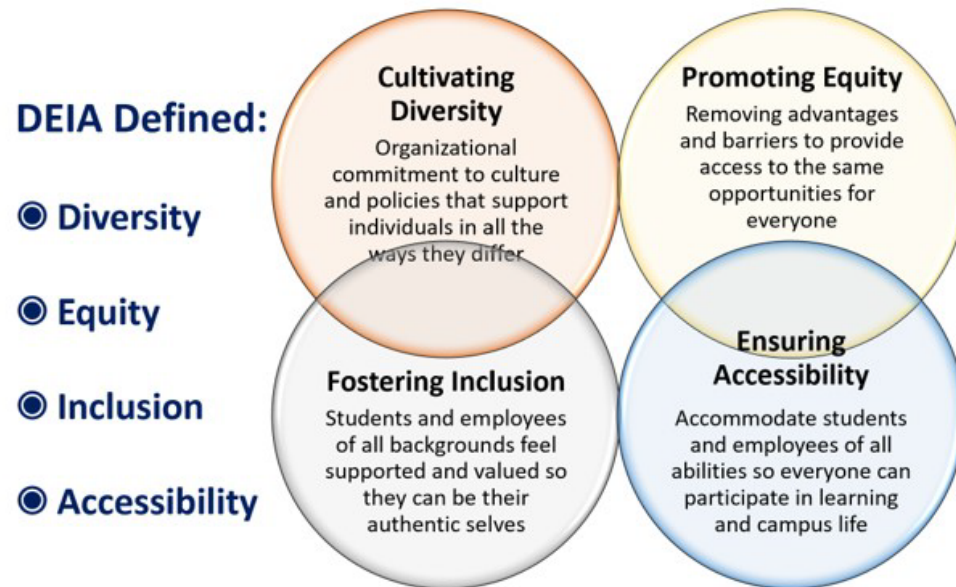 DEIA Defined:
Diversity
Equity
Inclusion
Accessibility
Cultivating
Diversity
Organizational
commitment to culture
and policies that support
individuals in all the
ways they differ
Promoting Equity
Removing advantages
and barriers to provide
access to the same
opportunities for
everyone
Fostering Inclusion
Students and employees
of all backgrounds feel
supported and valued so
they can be their
authentic selves
Ensuring
Accessibility
Accommodate students
and employees of all
abilities so everyone can
participate in learning
and campus life